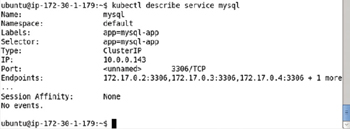 ubuntu@ip-172-30-1-179:~$ kubectl describe service mysql
Name: mysql
Namespace: default
Labels: app=mysql-app
Selector: app=mysql-app
Type: ClusterIP
IP: 10.0.0.143
Port: <unnamed> 3306/TCP
Endpoints: 172.17.0.2:3306,172.17.0.3:3306,172.17.0.4:3306 + 1 more
...
Session Affinity: None
No events.
ubuntu@ip-172-30-1-179:~$